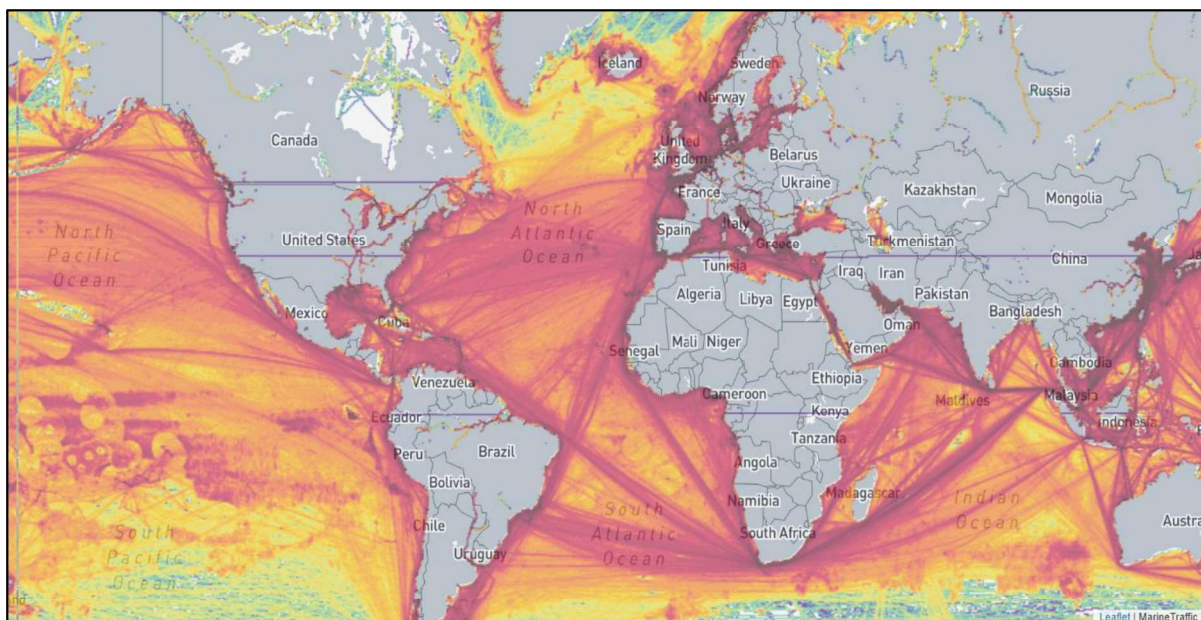 Iceland
Sweden
Norway
Russia
Canada
United
Kingdom
Belarus
Ukraine
France
Kazakhstan
Mongolia
North
Pacific
Ocean
United States
North
Atlantic
Ocean
Spain
Italy
Greece
Turkmenistan
China
Tunisia
Iraq
Iran
Algeria
Libya
Egypt
Pakistan
Bangladesh
Mexico
Cuba
Oman
Yemen
Senegal
Mali
Niger
Cambodia
Venezuela
Ethiopia
Cameroon
Maldives
Malaysia
Ecuador
Kenya
Indonesia
Peru
Brazil
Tanzania
Bolivia
Angola
Madagascar
Namibia
Indian
Ocean
South
Pacific
Ocean
Chile
South
Atlantic
Ocean
South Africa
Uruguay
Austra
nd
Ja
Leaflet | MarineTraffic